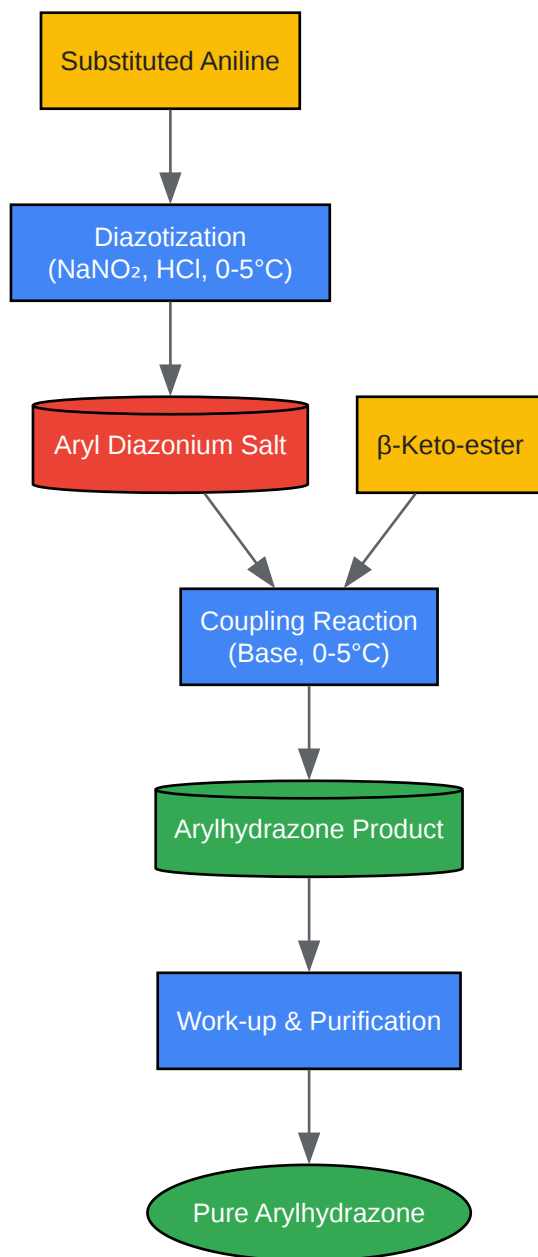 Substituted Aniline
Diazotization
(NaNO₂, HCl, 0-5°C)
Aryl Diazonium Salt
β-Keto-ester
Coupling Reaction
(Base, 0-5°C)
Arylhydrazone Product
Work-up & Purification
Pure Arylhydrazone